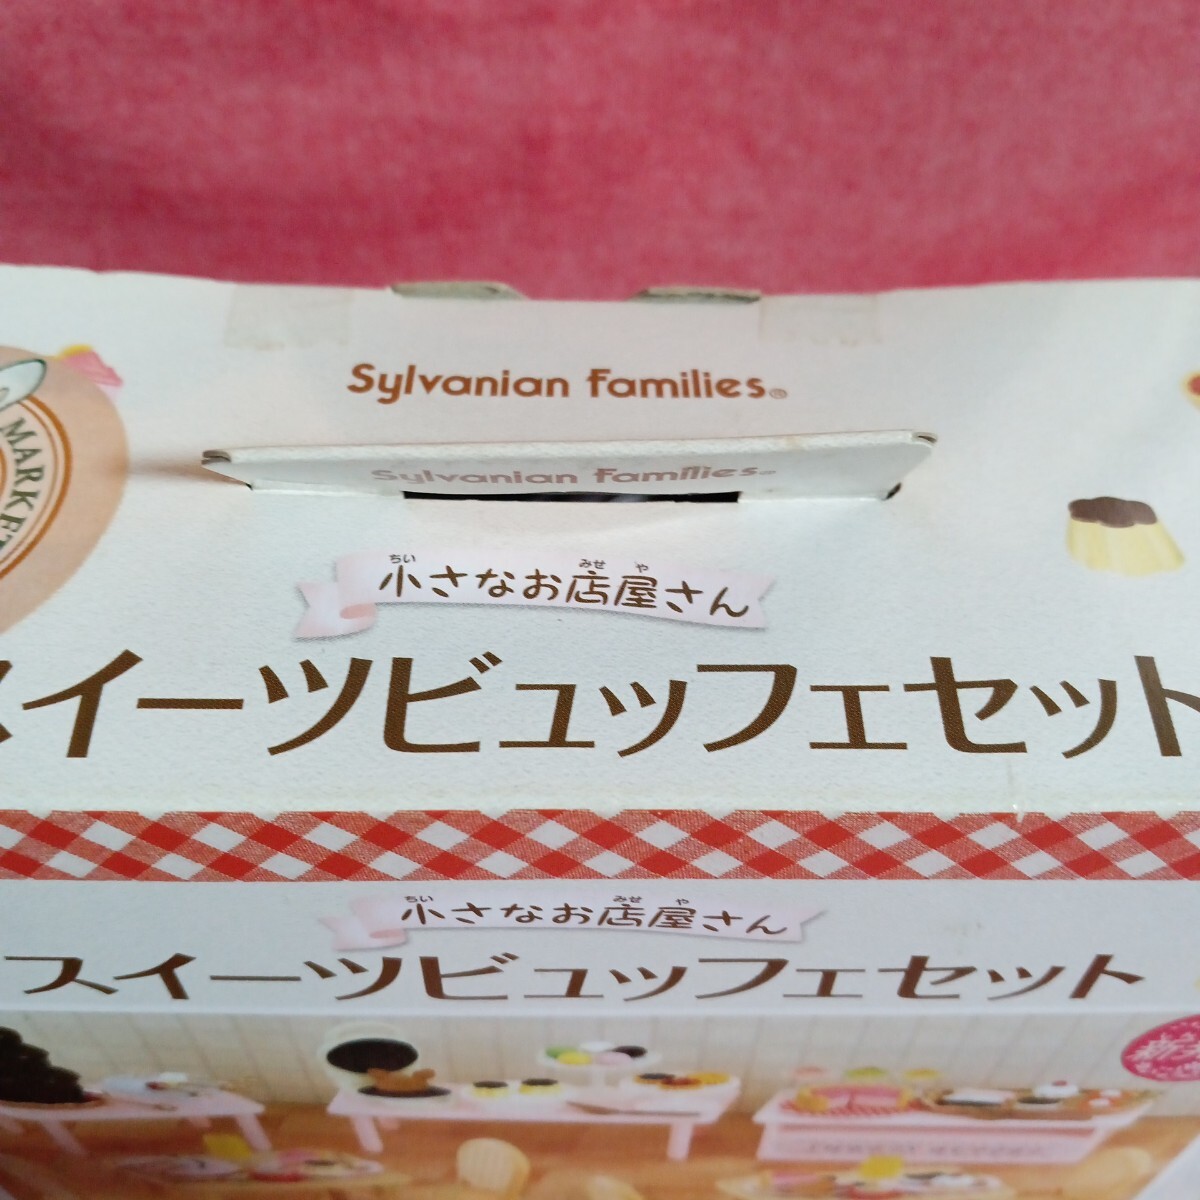 Sylvanian Families®
Sylvanian Families®
MARKET
ちい みせ や
小さなお店屋さん
スイーツビュッフェセット
ちい みせ や
小さなお店屋さん
スイーツビュッフェセット